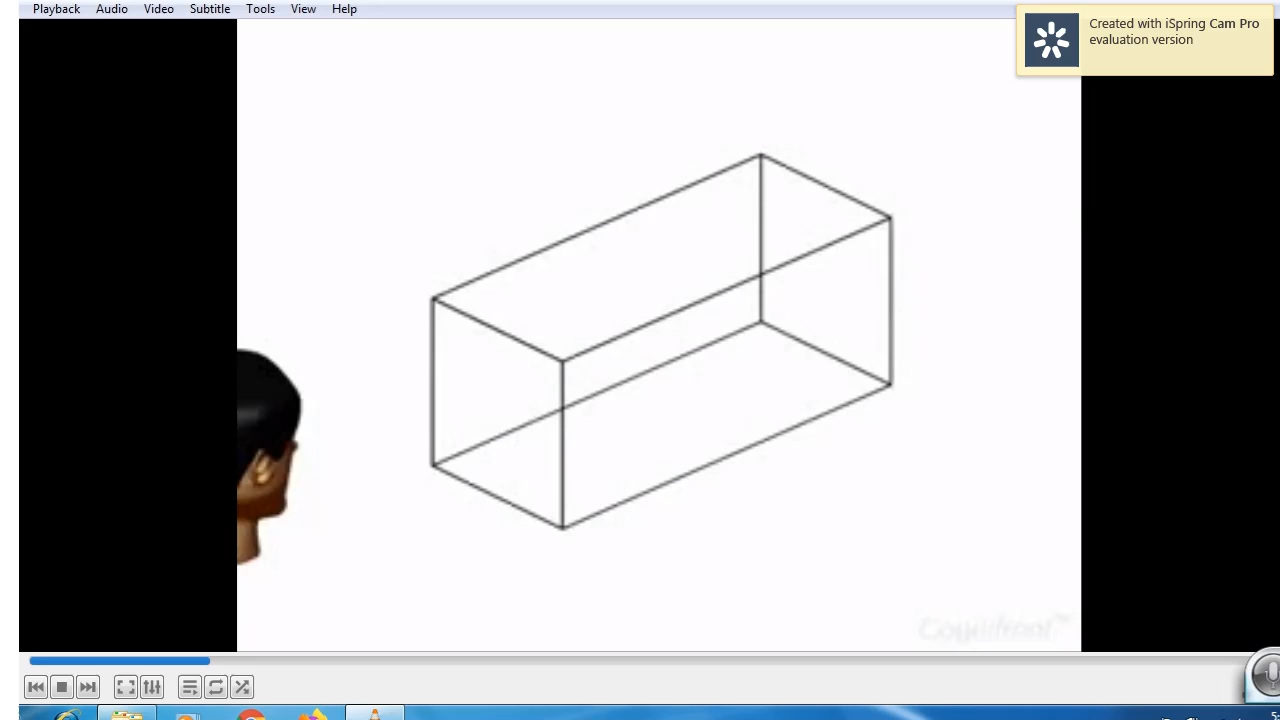 Playback Audio Video Subtitle Tools View Help
Created with iSpring Cam Pro
evaluation version